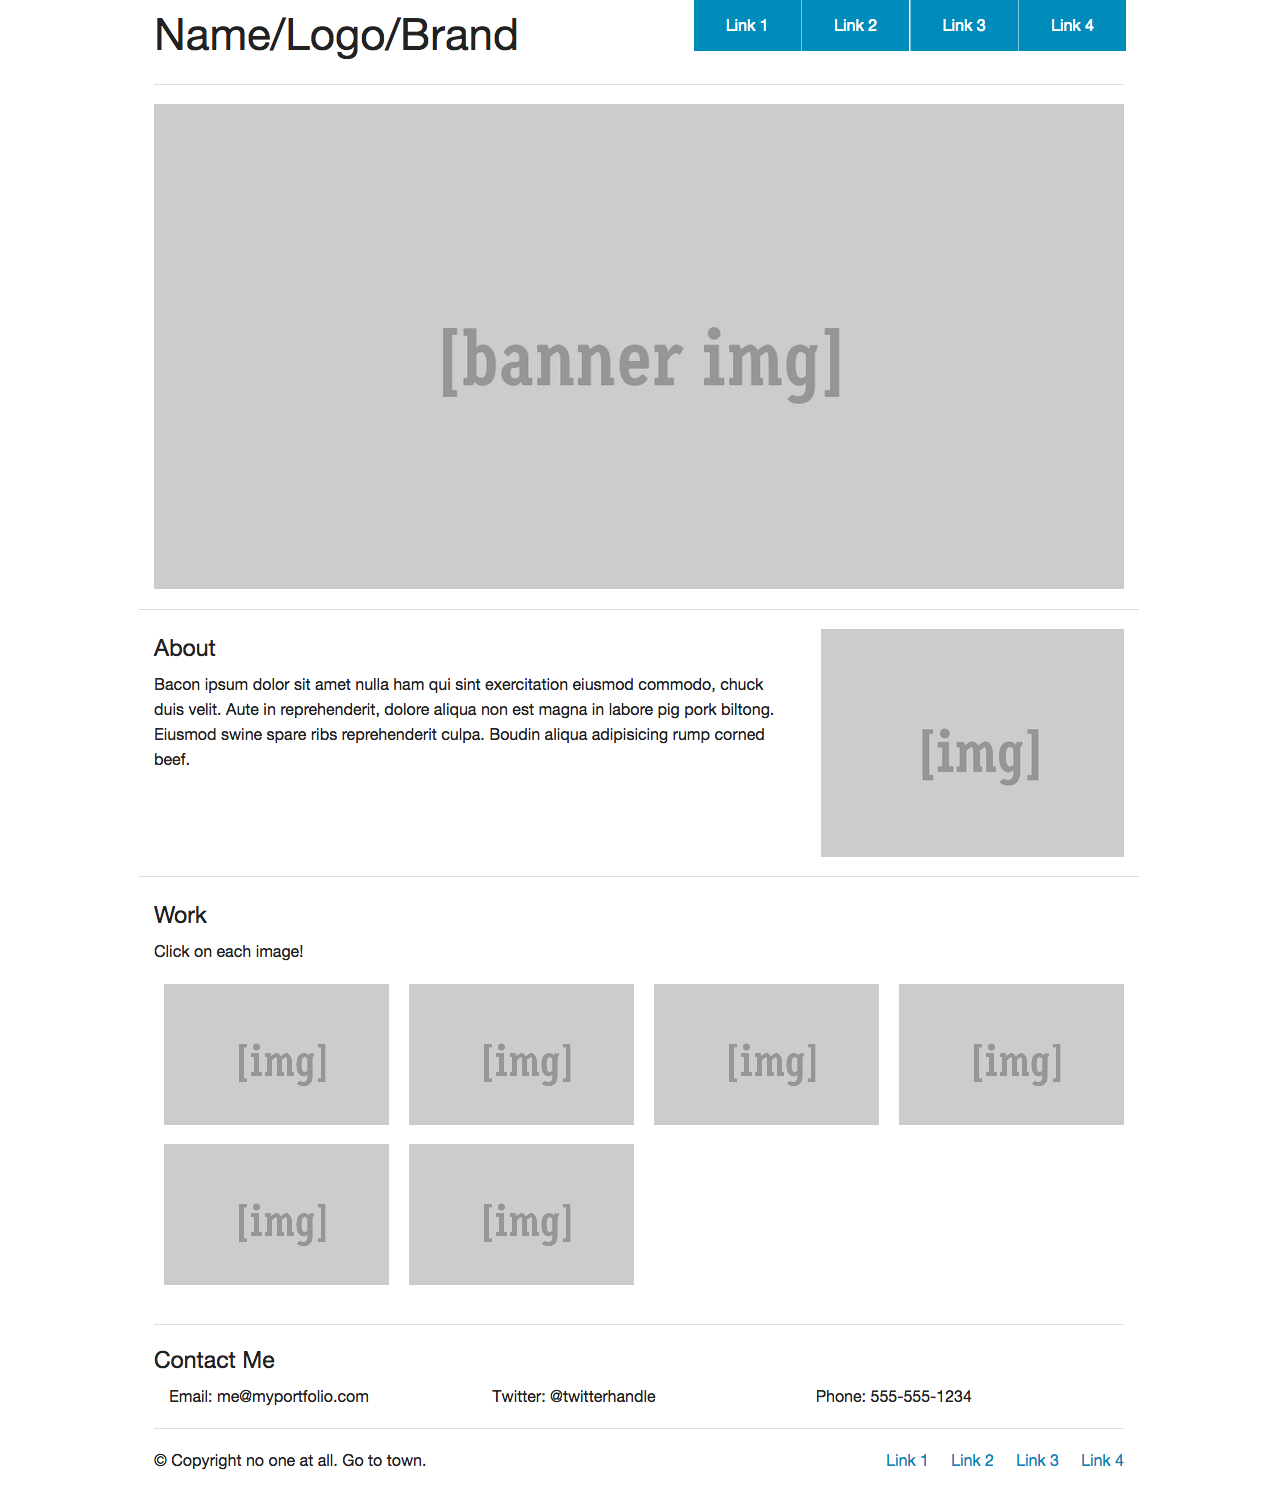 Name/Logo/Brand
Link 1 Link 2 Link 3 Link 4
[banner img]
About
Bacon ipsum dolor sit amet nulla ham qui sint exercitation eiusmod commodo, chuck
duis velit. Aute in reprehenderit, dolore aliqua non est magna in labore pig pork biltong.
Eiusmod swine spare ribs reprehenderit culpa. Boudin aliqua adipisicing rump corned
beef.
[img]
Work
Click on each image!
[img] [img] [img] [img]
[img] [img]
Contact Me
Email: me@myportfolio.com Twitter: @twitterhandle Phone: 555-555-1234
© Copyright no one at all. Go to town. Link 1 Link 2 Link 3 Link 4